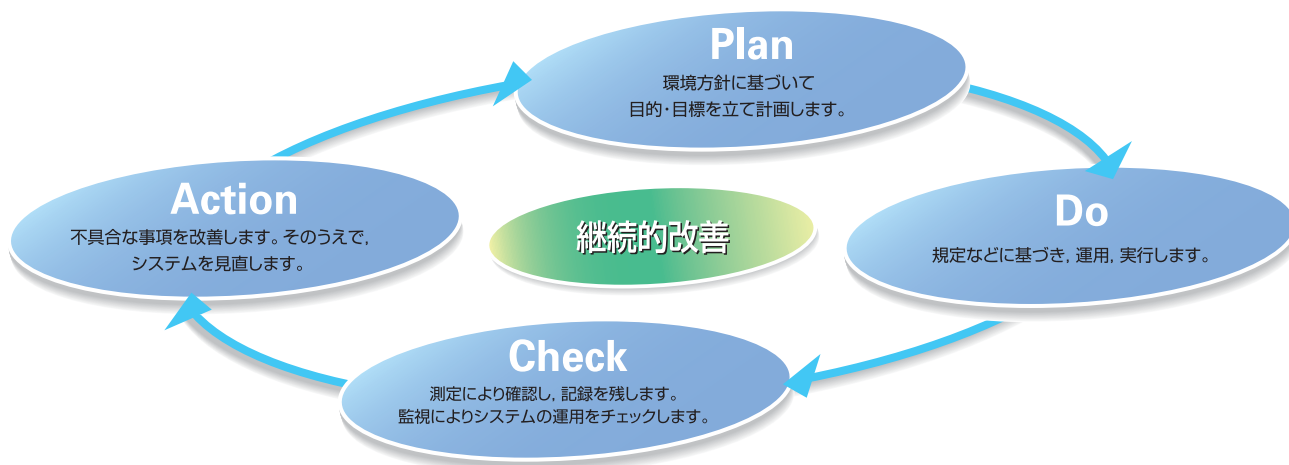 Plan
環境方針に基づいて
目的・目標を立て計画します。
Do
規定などに基づき, 運用, 実行します。
Check
測定により確認し, 記録を残します。
監視によりシステムの運用をチェックします。
Action
不具合な事項を改善します。そのうえで,
システムを見直します。
継続的改善